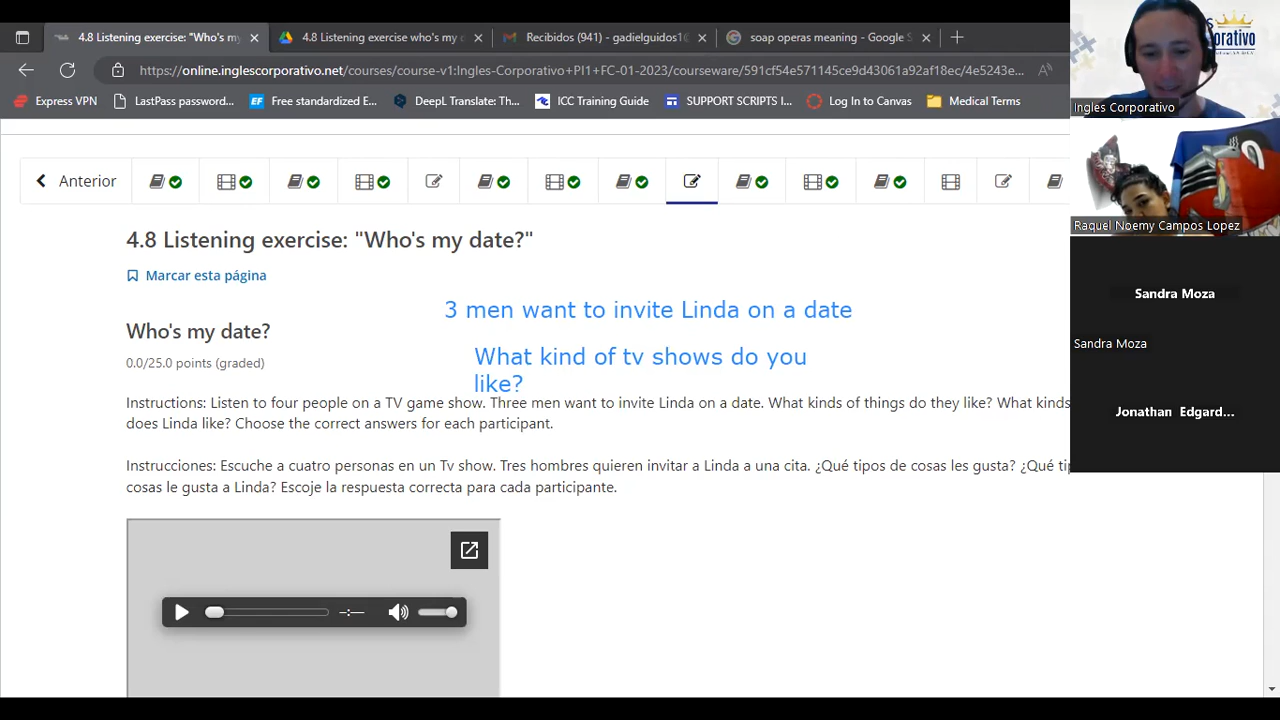 4.8 Listening exercise: "Who's my
4.8 Listening exercise who's my d
Recibidos (941) - gadielguidos1@
soap operas meaning - Google S
https://online.inglescorporativo.net/courses/course-v1:Ingles-Corporativo+PI1+FC-01-2023/courseware/591cf54e571145ce9d43061a92af18ec/4e5243e...
Express VPN
LastPass password...
EF Free standardized E...
DeepL Translate: Th...
ICC Training Guide
SUPPORT SCRIPTS I...
Log In to Canvas
Medical Terms
Ingles Corporativo
Raquel Noemy Campos Lopez
Sandra Moza
Sandra Moza
Jonathan Edgard...
Anterior
4.8 Listening exercise: "Who's my date?"
Marcar esta página
3 men want to invite Linda on a date
Who's my date?
What kind of tv shows do you
like?
0.0/25.0 points (graded)
Instructions: Listen to four people on a TV game show. Three men want to invite Linda on a date. What kinds of things do they like? What kinds
does Linda like? Choose the correct answers for each participant.
Instrucciones: Escuche a cuatro personas en un Tv show. Tres hombres quieren invitar a Linda a una cita. ¿Qué tipos de cosas les gusta? ¿Qué
cosas le gusta a Linda? Escoje la respuesta correcta para cada participante.
-:--